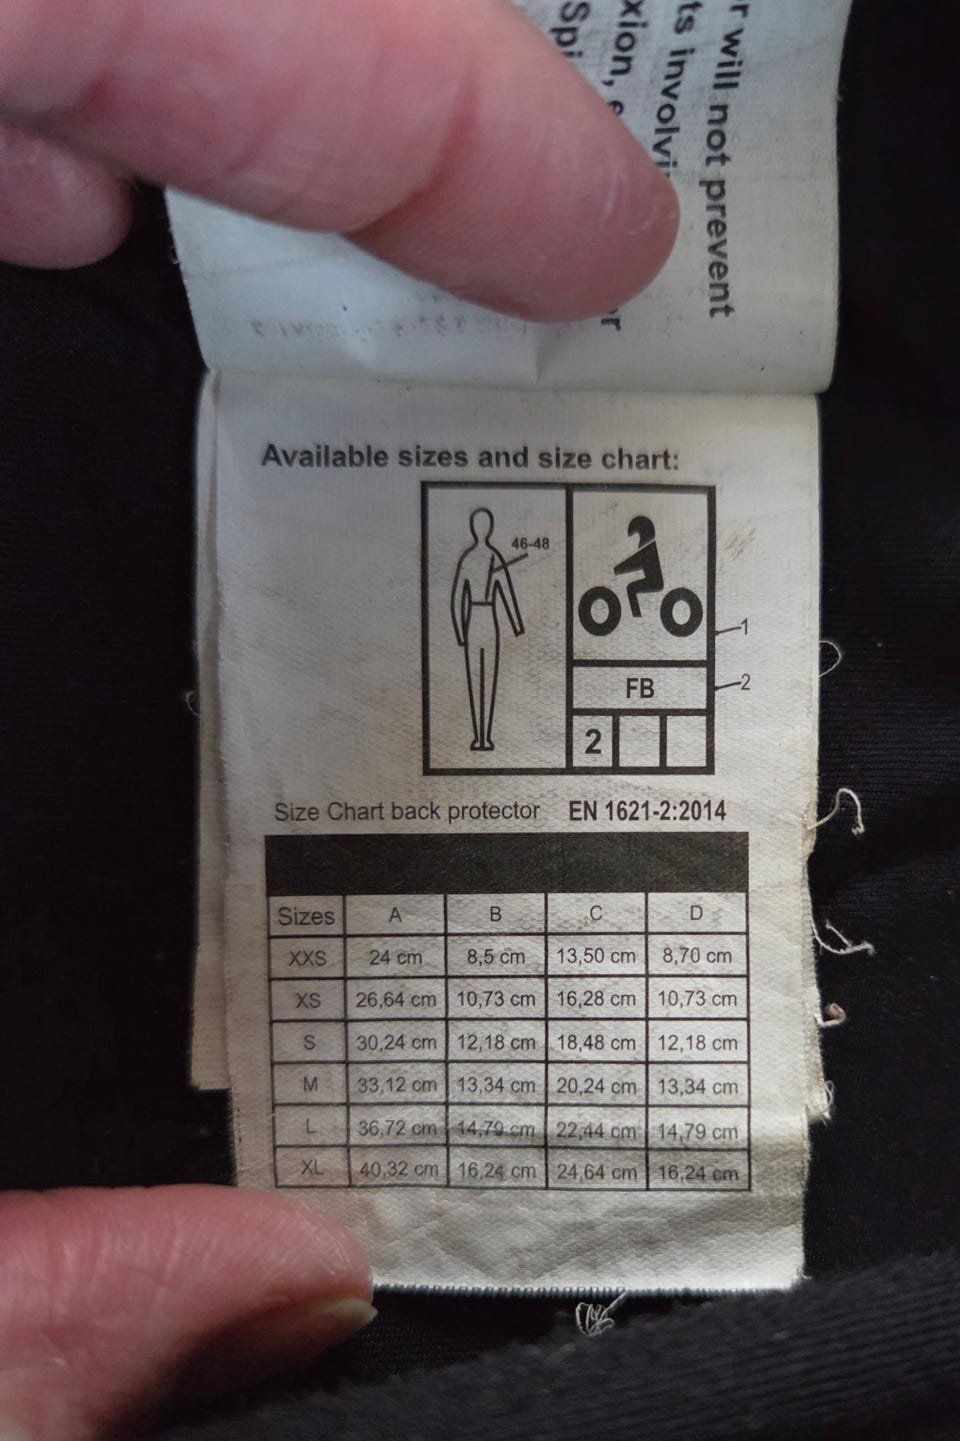 r will not prevent
ts involvi
xion,
Spi
r
Available sizes and size chart:
46-48
1
FB
2
2
Size Chart back protector EN 1621-2:2014
Sizes A B C D
XXS 24 cm 8,5 cm 13,50 cm 8,70 cm
XS 26,64 cm 10,73 cm 16,28 cm 10,73 cm
S 30,24 cm 12,18 cm 18,48 cm 12,18 cm
M 33,12 cm 13,34 cm 20,24 cm 13,34 cm
L 36,72 cm 14,79 cm 22,44 cm 14,79 cm
XL 40,32 cm 16,24 cm 24,64 cm 16,24 cm